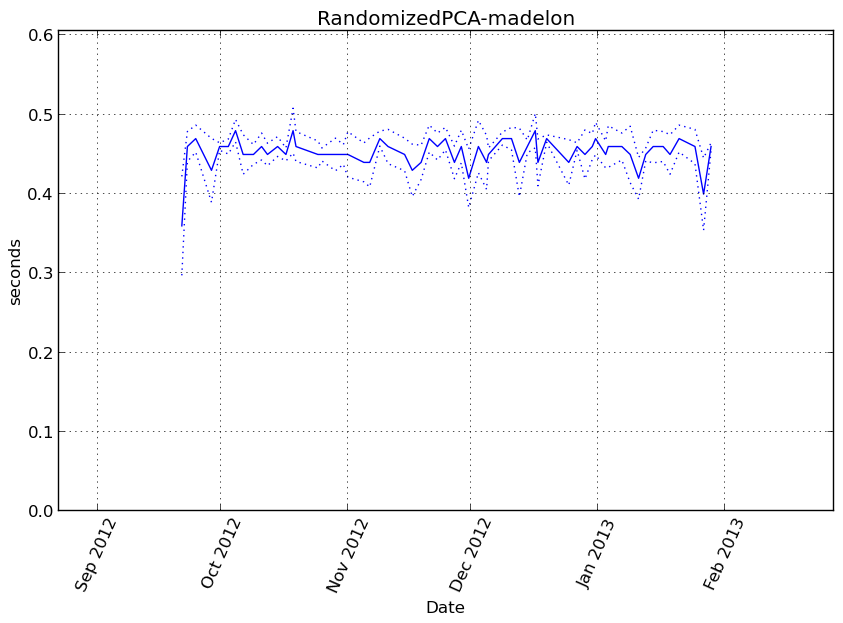 RandomizedPCA-madelon
0.6
0.5
0.4
0.3
0.2
0.1
0.0
seconds
Sep 2012
Oct 2012
Nov 2012
Dec 2012
Jan 2013
Feb 2013
Date